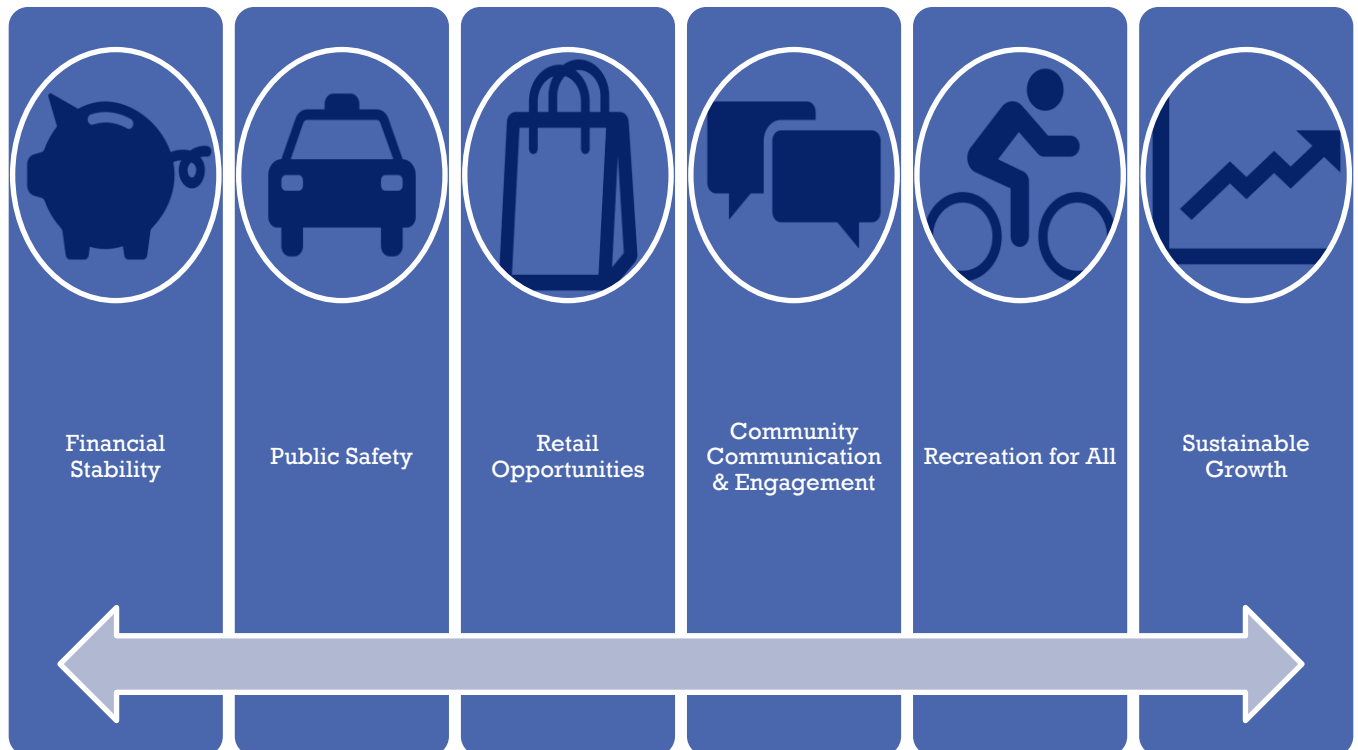 Financial
Stability
Public Safety
Retail
Opportunities
Community
Communication
& Engagement
Recreation for All
Sustainable
Growth